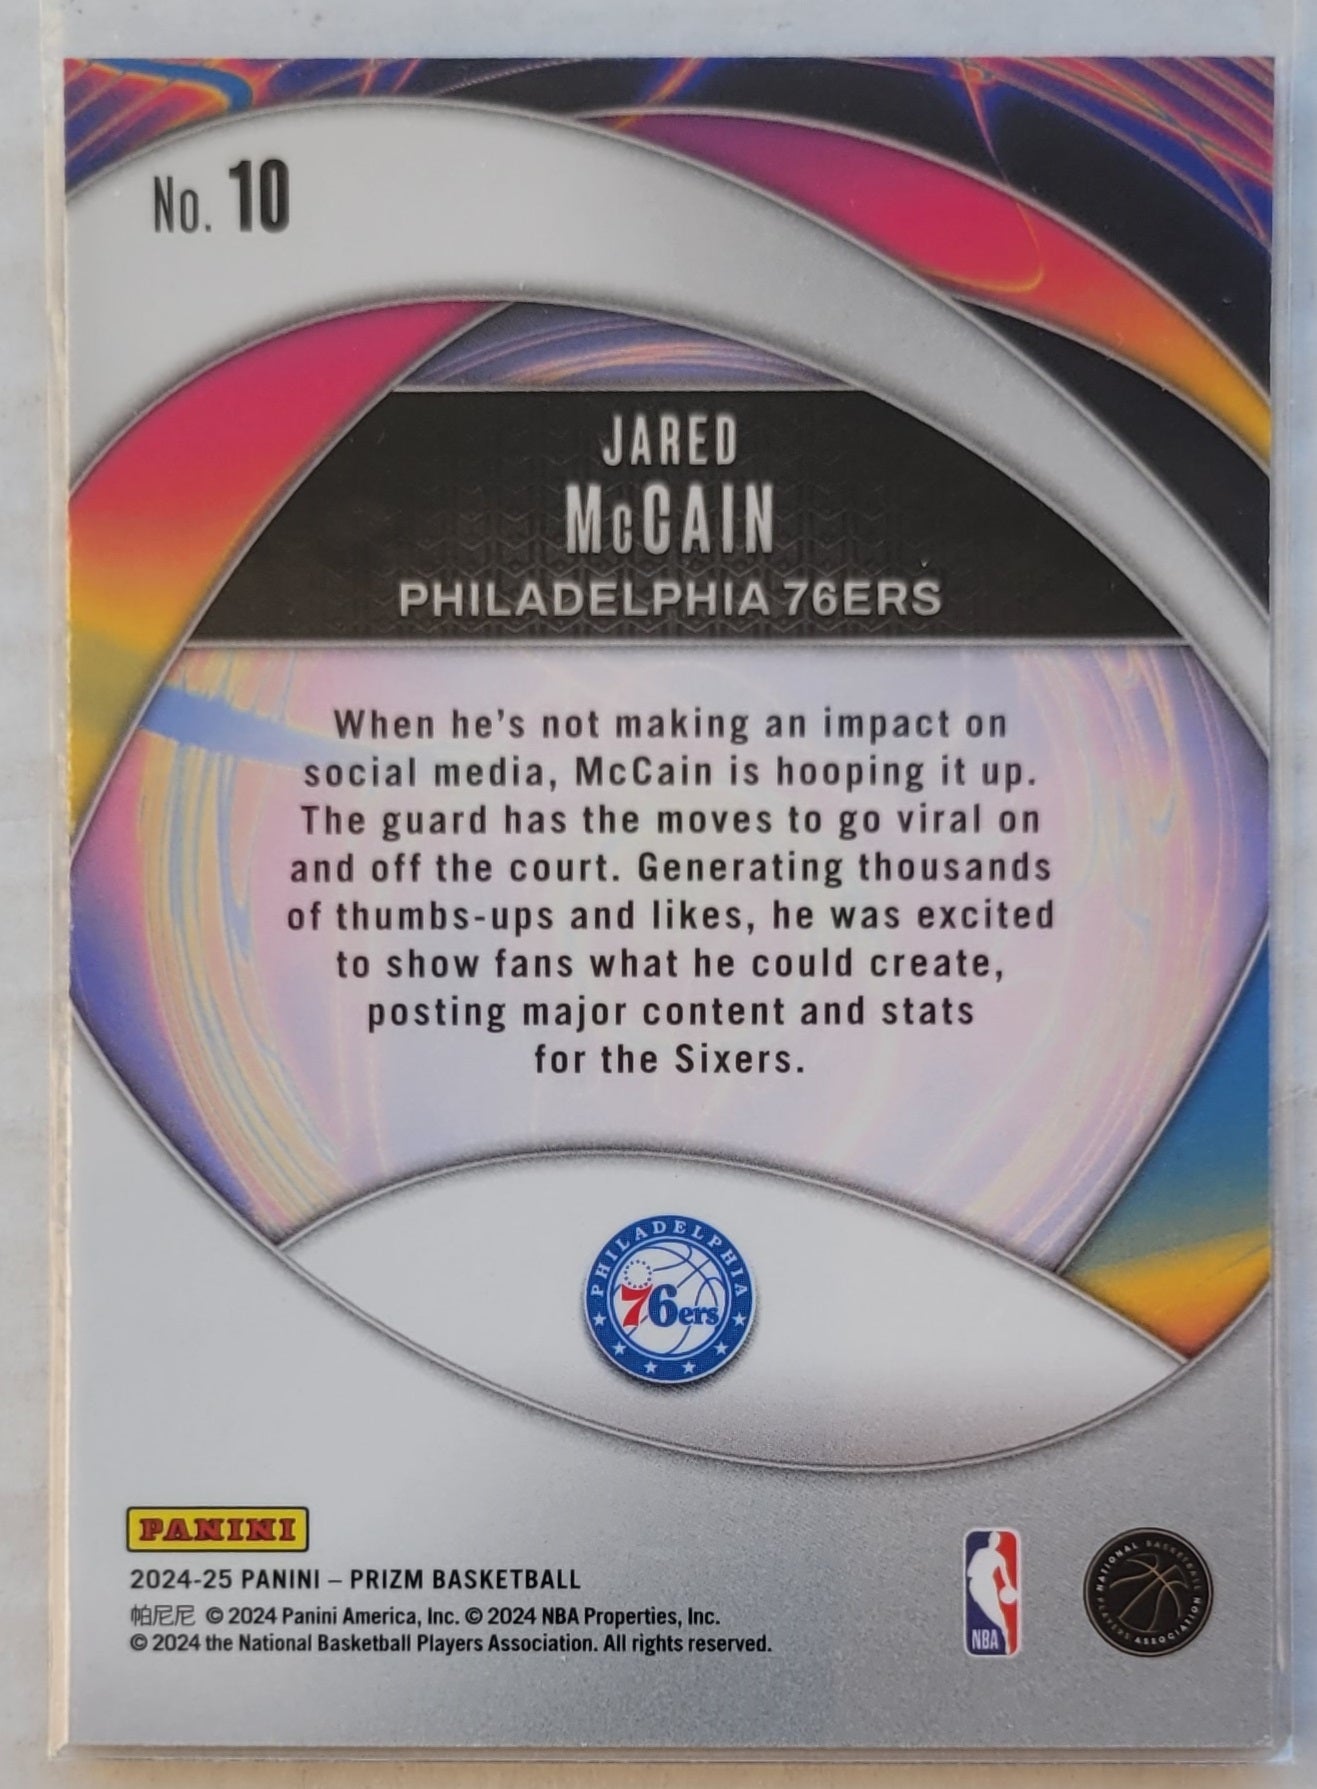 No. 10
JARED
McCAIN
PHILADELPHIA 76ERS
When he's not making an impact on
social media, McCain is hooping it up.
The guard has the moves to go viral on
and off the court. Generating thousands
of thumbs-ups and likes, he was excited
to show fans what he could create,
posting major content and stats
for the Sixers.
PHILADELPHIA
76ers
PANINI
2024-25 PANINI – PRIZM BASKETBALL
帕尼尼 © 2024 Panini America, Inc. © 2024 NBA Properties, Inc.
© 2024 the National Basketball Players Association. All rights reserved.
NBA
NATIONAL BASKETBALL
PLAYERS ASSOCIATION